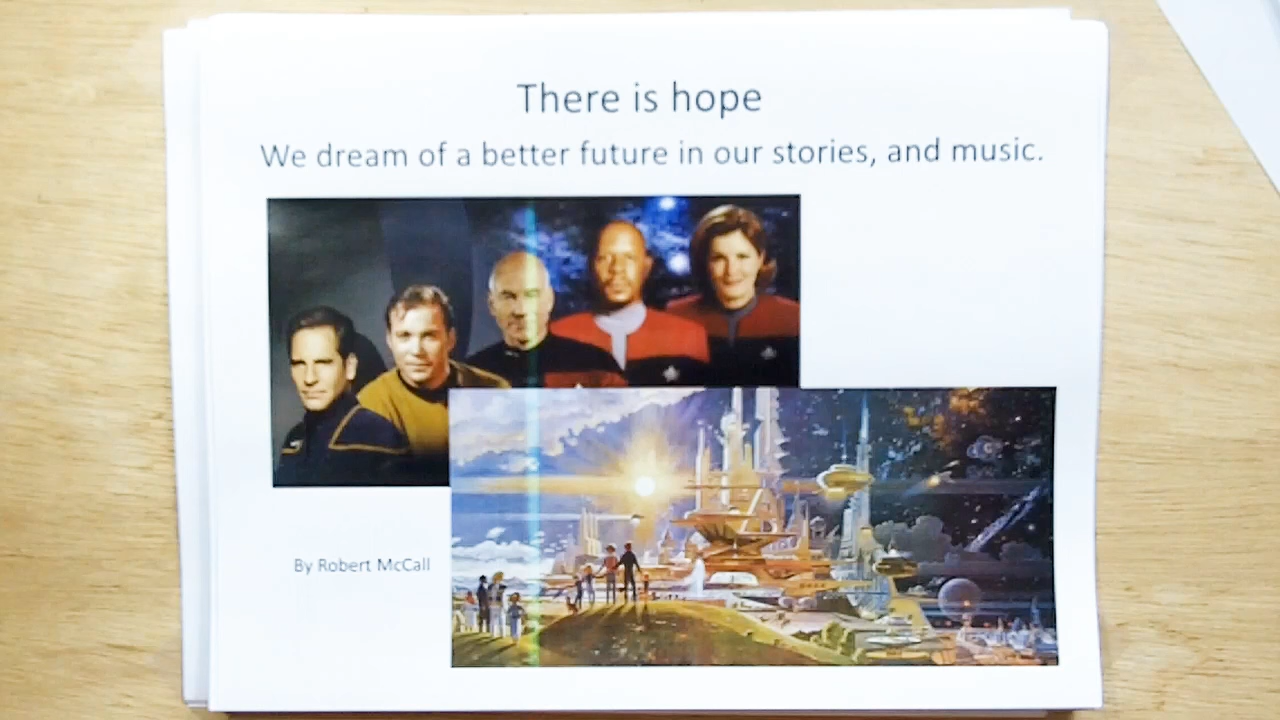 There is hope
We dream of a better future in our stories, and music.
By Robert McCall